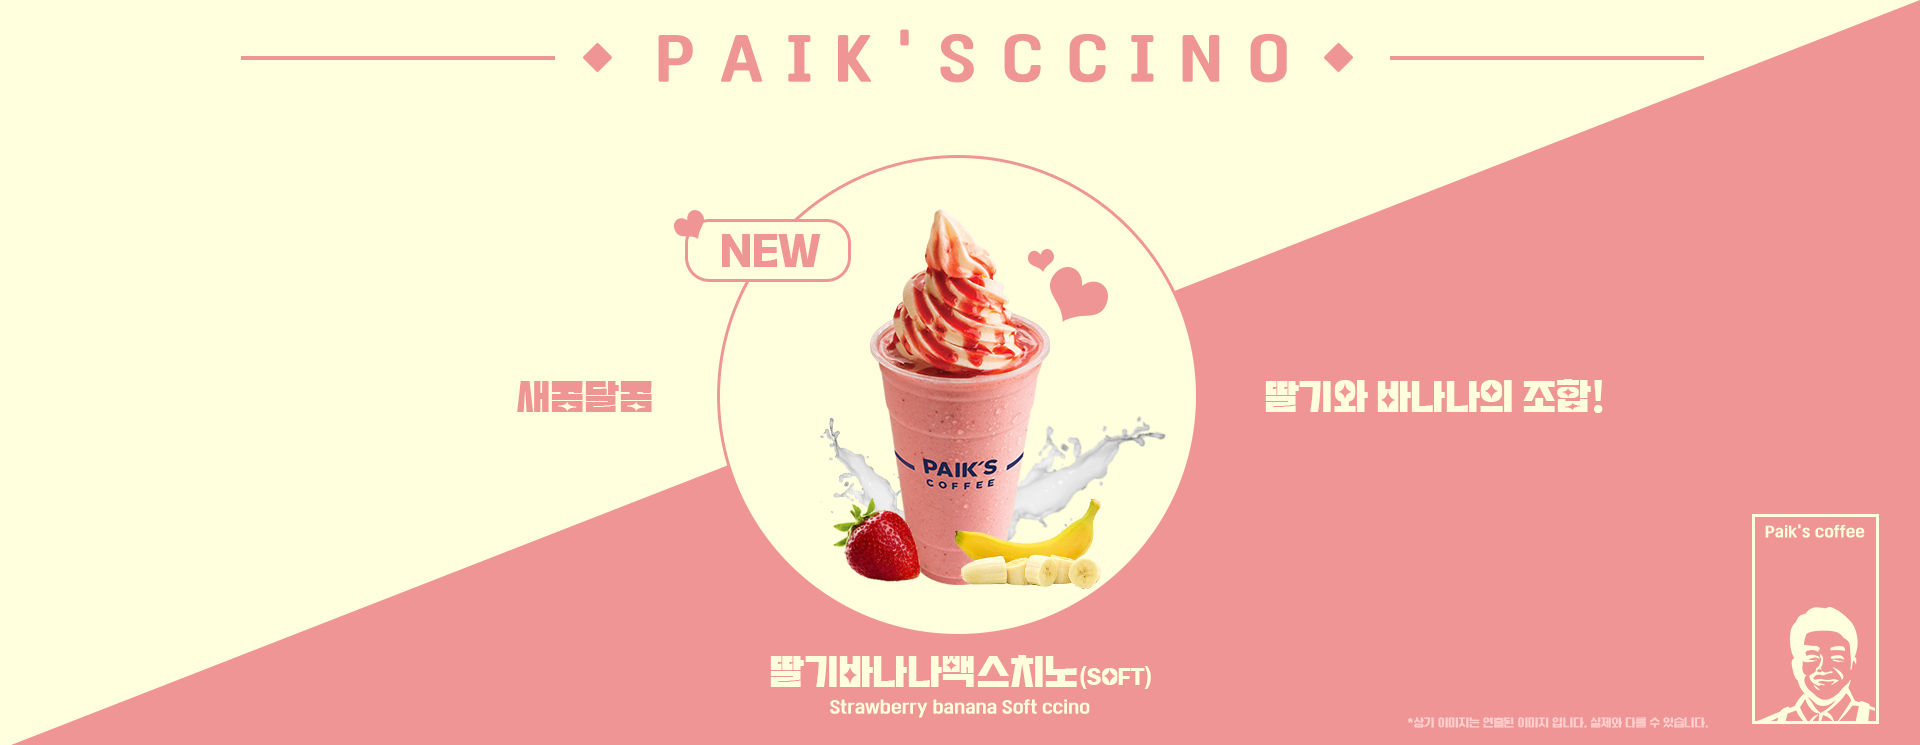 PAIK'SCCINO
NEW
새콤달콤
딸기와 바나나의 조합!
PAIK'S
COFFEE
Paik's coffee
딸기바나나빽스치노(SOFT)
Strawberry banana Soft ccino
*상기 이미지는 연출된 이미지 입니다. 실제와 다를 수 있습니다.